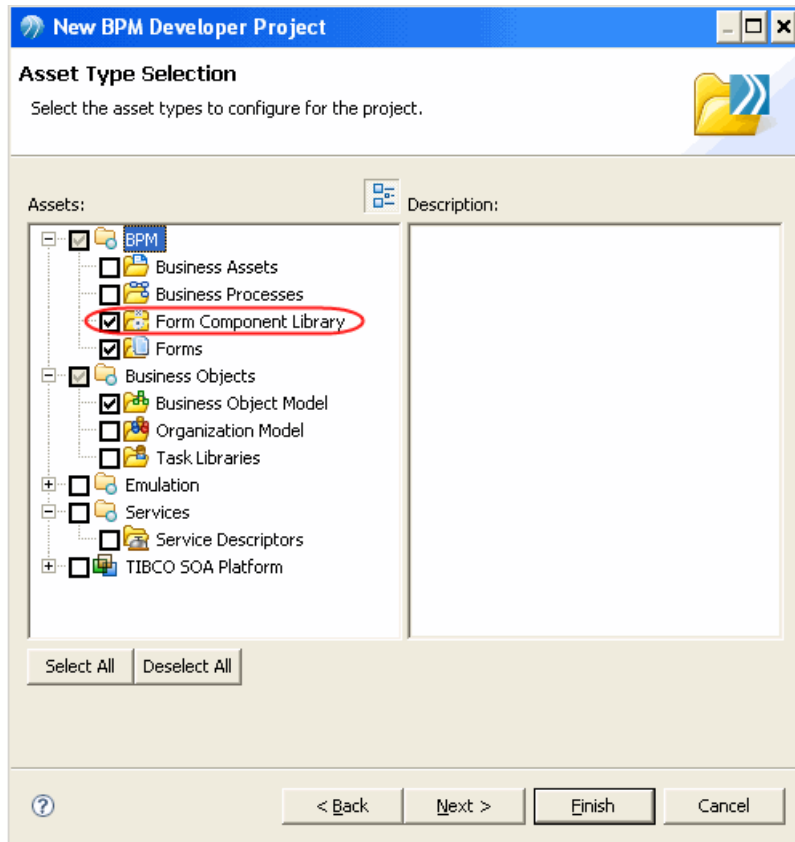 New BPM Developer Project
Asset Type Selection
Select the asset types to configure for the project.
Assets:
Description:
BPM
Business Assets
Business Processes
Form Component Library
Forms
Business Objects
Business Object Model
Organization Model
Task Libraries
Emulation
Services
Service Descriptors
TIBCO SOA Platform
Select All
Deselect All
< Back
Next >
Finish
Cancel